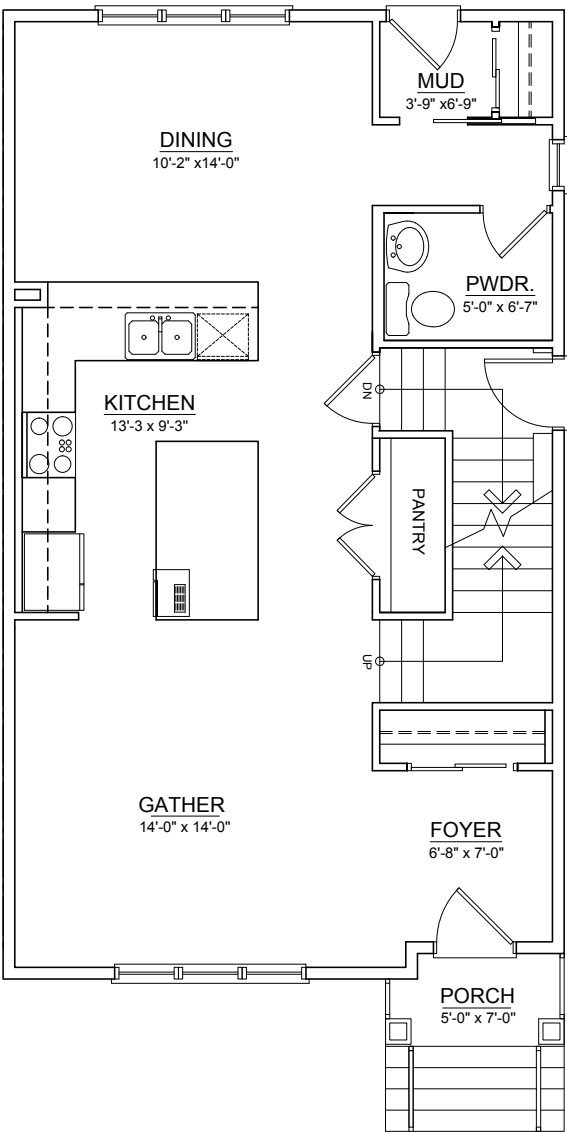 MUD
3'-9" x6'-9"
DINING
10'-2" x14'-0"
PWDR.
5'-0" x 6'-7"
DN
KITCHEN
13'-3 x 9'-3"
PANTRY
UP
GATHER
14'-0" x 14'-0"
FOYER
6'-8" x 7'-0"
PORCH
5'-0" x 7'-0"